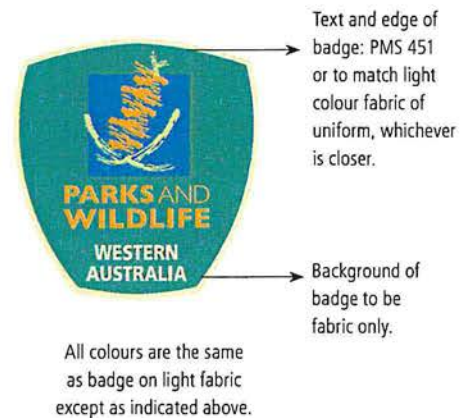 Text and edge of
badge: PMS 451
or to match light
colour fabric of
uniform, whichever
is closer.
PARKS AND
WILDLIFE
WESTERN
AUSTRALIA
Background of
badge to be
fabric only.
All colours are the same
as badge on light fabric
except as indicated above.